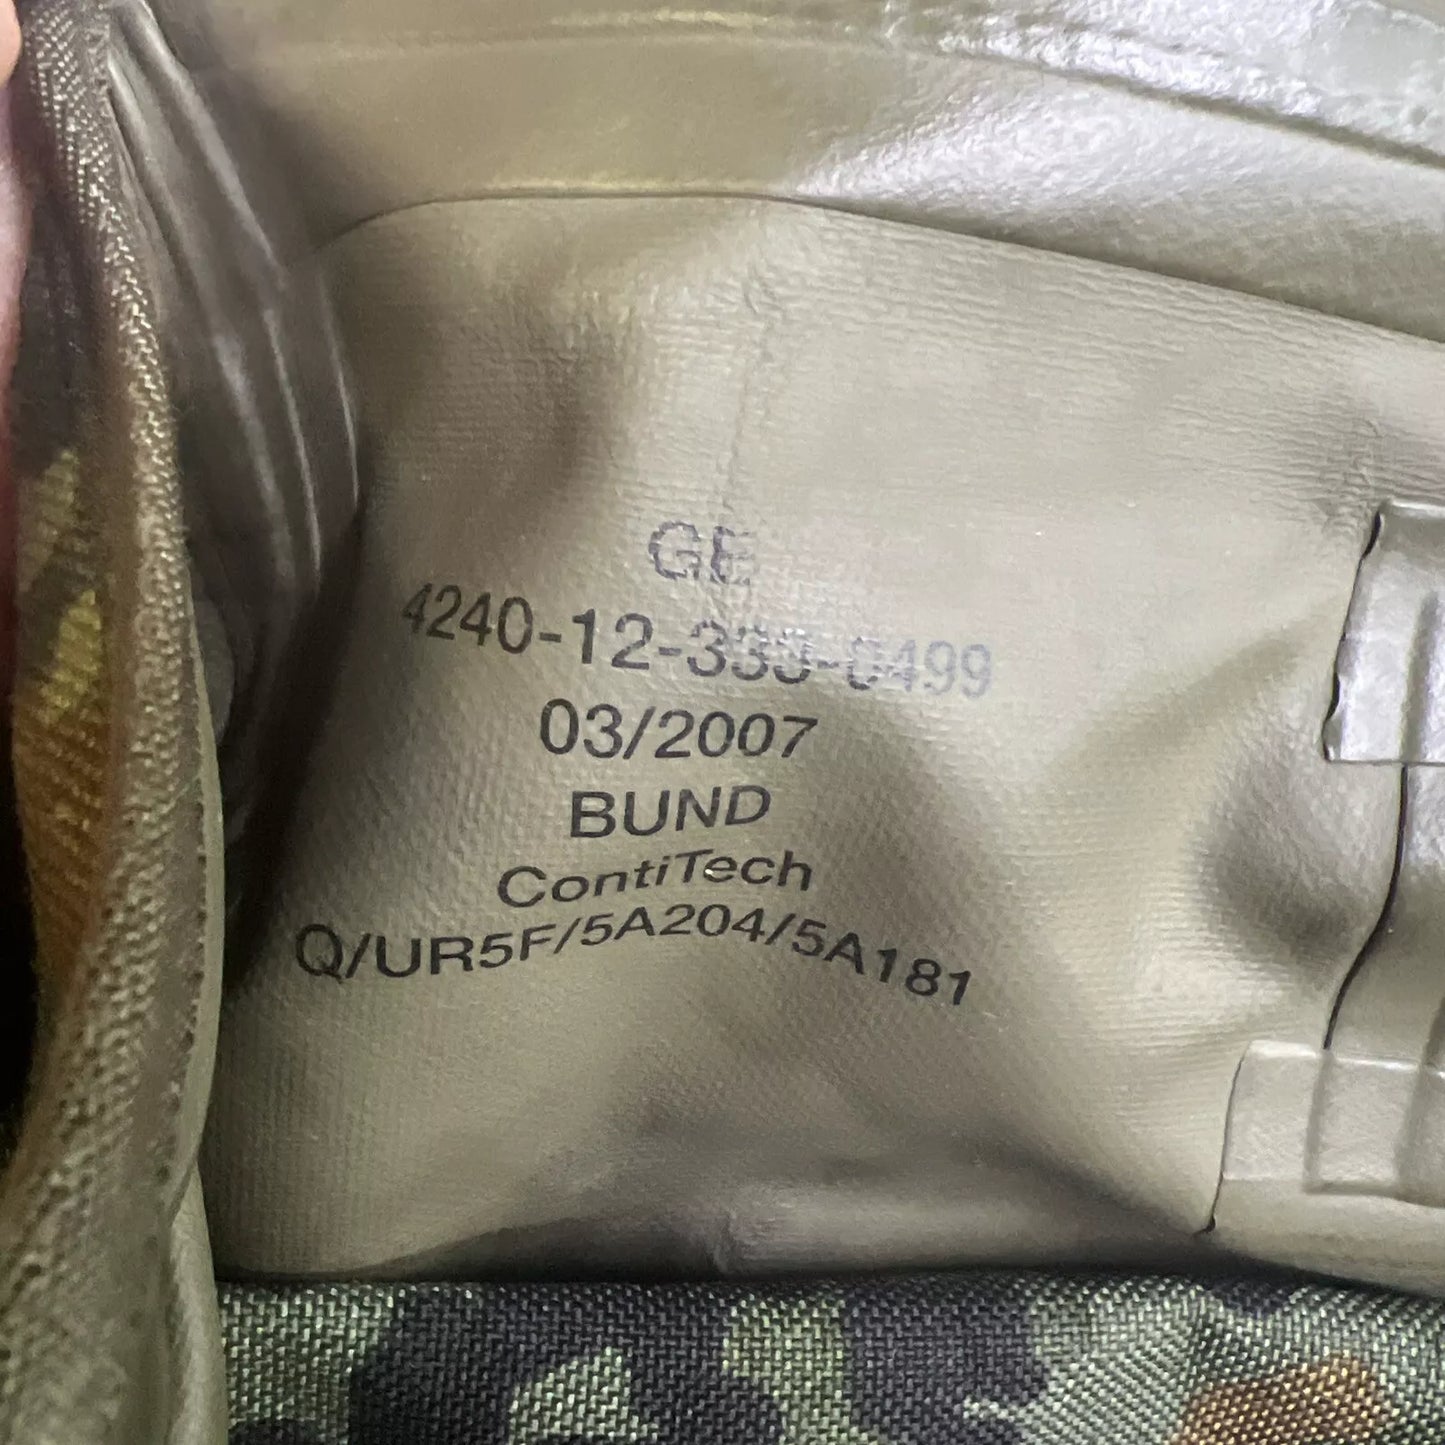 GE
4240-12-333-0499
03/2007
BUND
ContiTech
Q/UR5F/5A204/5A181